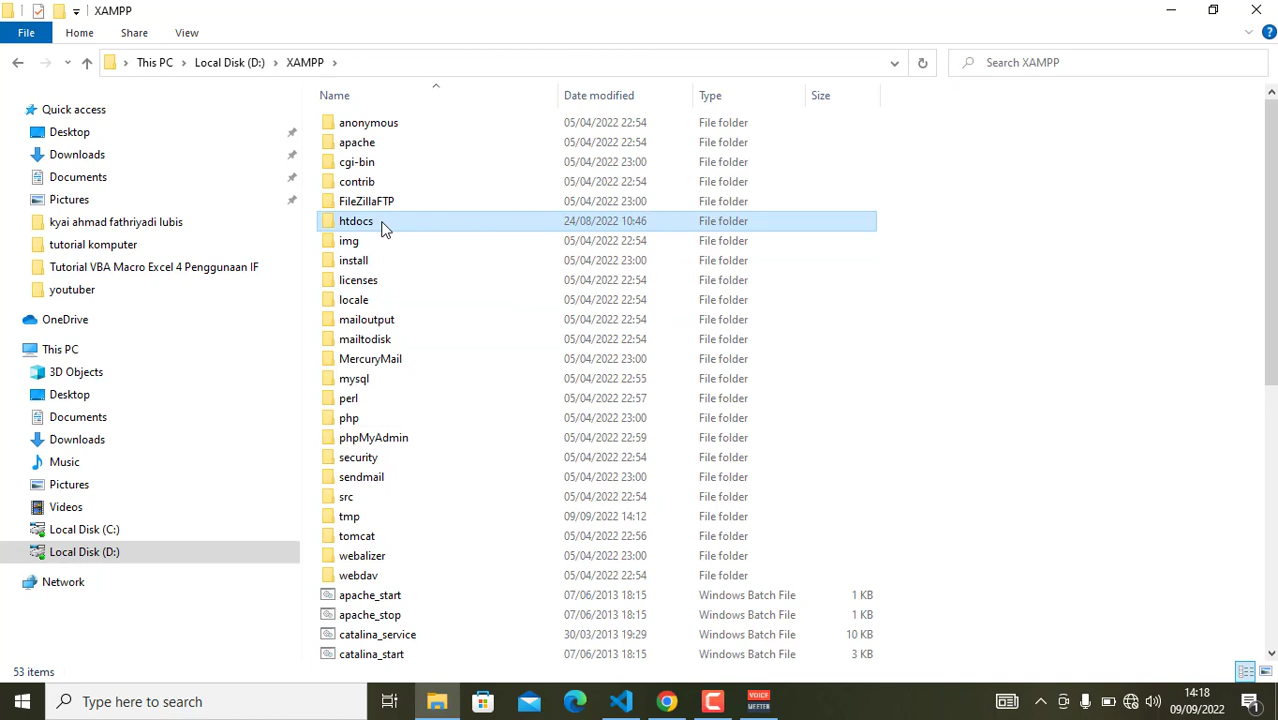 XAMPP
File Home Share View
This PC Local Disk (D:) XAMPP Search XAMPP
Name Date modified Type Size
Quick access
Desktop
Downloads
Documents
Pictures
kyai ahmad fathriyadi lubis
tutorial komputer
Tutorial VBA Macro Excel 4 Penggunaan IF
youtuber
OneDrive
This PC
3D Objects
Desktop
Documents
Downloads
Music
Pictures
Videos
Local Disk (C:)
Local Disk (D:)
Network
anonymous 05/04/2022 22:54 File folder
apache 05/04/2022 22:54 File folder
cgi-bin 05/04/2022 23:00 File folder
contrib 05/04/2022 22:54 File folder
FileZillaFTP 05/04/2022 23:00 File folder
htdocs 24/08/2022 10:46 File folder
img 05/04/2022 22:54 File folder
install 05/04/2022 23:00 File folder
licenses 05/04/2022 22:54 File folder
locale 05/04/2022 22:54 File folder
mailoutput 05/04/2022 22:54 File folder
mailtodisk 05/04/2022 22:54 File folder
MercuryMail 05/04/2022 23:00 File folder
mysql 05/04/2022 22:55 File folder
perl 05/04/2022 22:57 File folder
php 05/04/2022 23:00 File folder
phpMyAdmin 05/04/2022 22:59 File folder
security 05/04/2022 22:54 File folder
sendmail 05/04/2022 23:00 File folder
src 05/04/2022 22:54 File folder
tmp 09/09/2022 14:12 File folder
tomcat 05/04/2022 22:56 File folder
webalizer 05/04/2022 23:00 File folder
webdav 05/04/2022 22:54 File folder
apache_start 07/06/2013 18:15 Windows Batch File 1 KB
apache_stop 07/06/2013 18:15 Windows Batch File 1 KB
catalina_service 30/03/2013 19:29 Windows Batch File 10 KB
catalina_start 07/06/2013 18:15 Windows Batch File 3 KB
53 items
Type here to search
VOICE
MEETER
14:18
09/09/2022
1